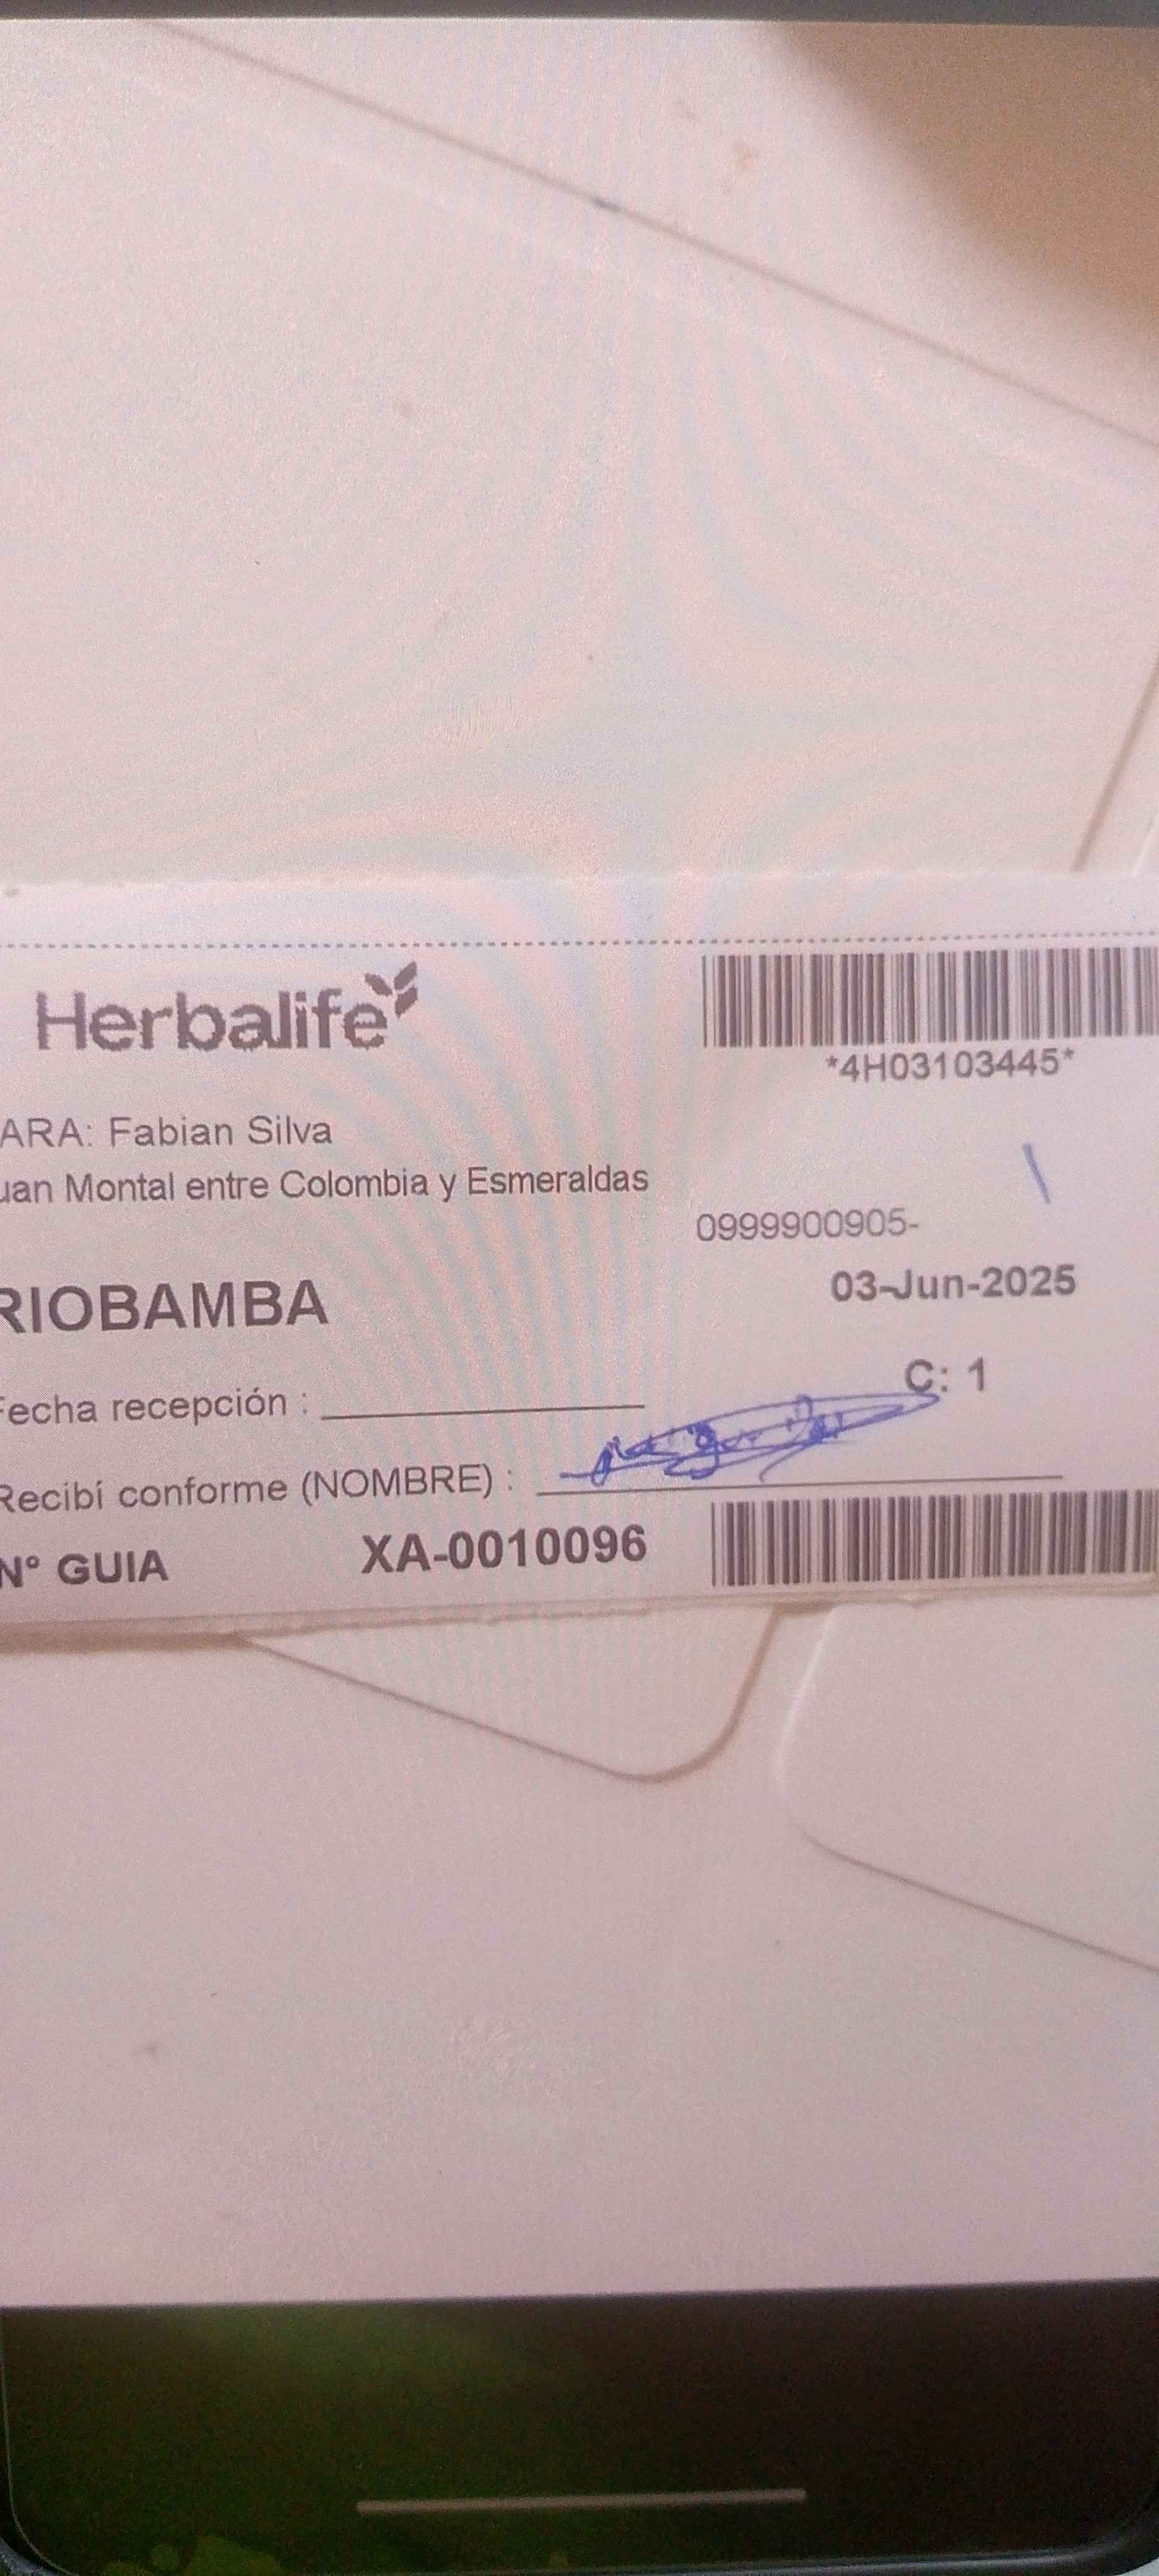 Herbalife
*4H03103445*
ARA: Fabian Silva
uan Montal entre Colombia y Esmeraldas
0999900905-
RIOBAMBA
03-Jun-2025
C: 1
Fecha recepción :
Recibí conforme (NOMBRE) :
N° GUIA XA-0010096